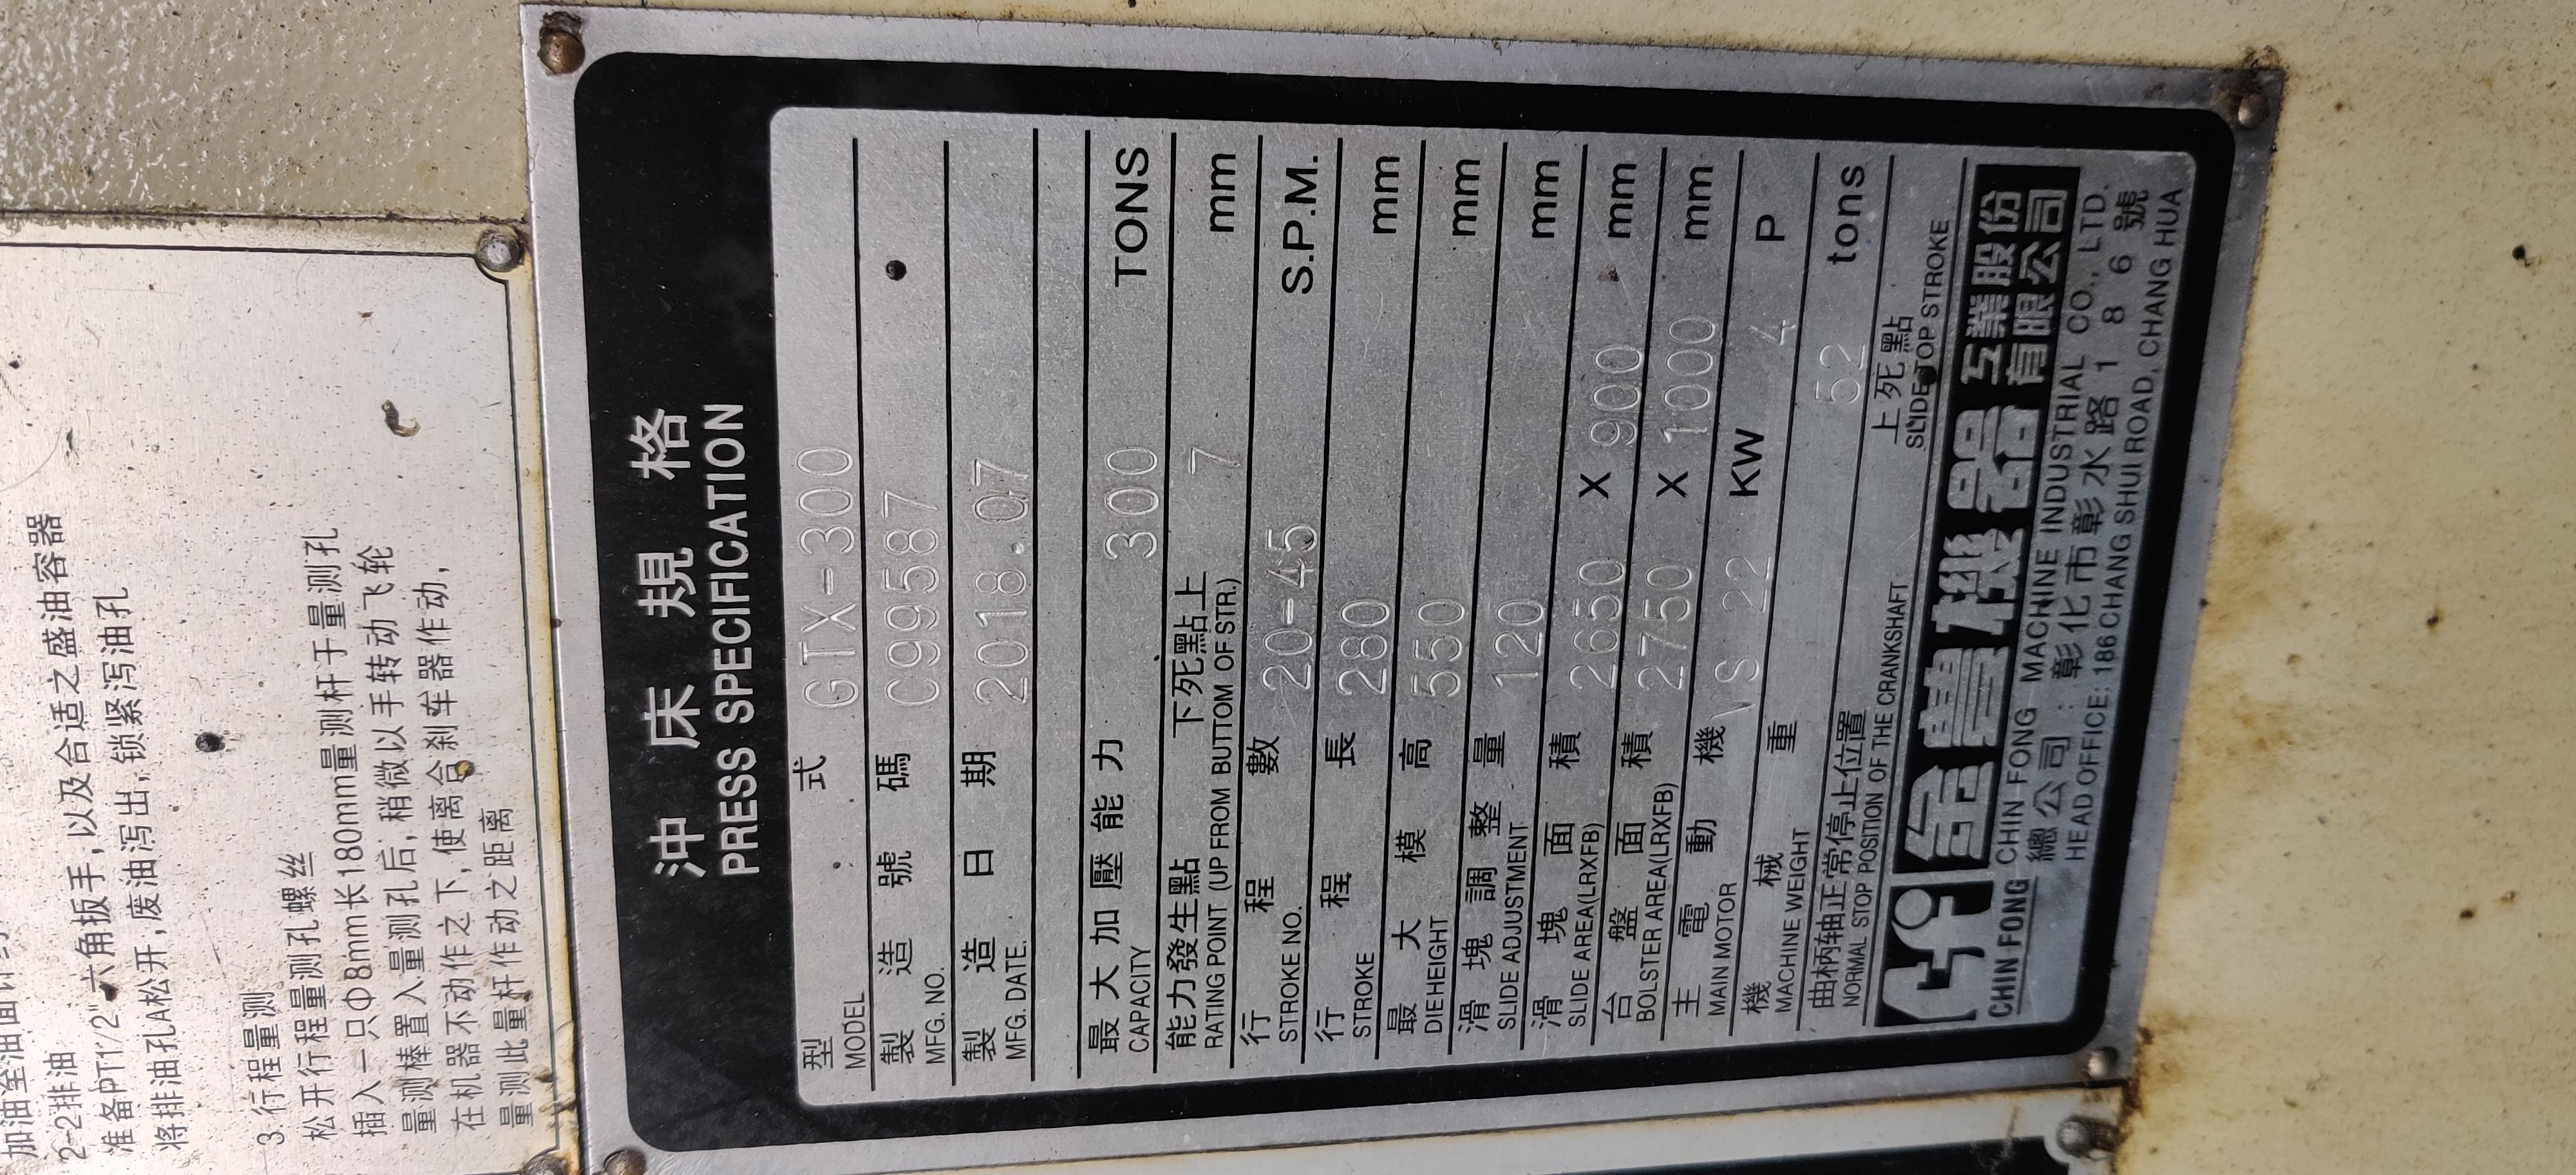 2-2排油
准备PT1/2"六角扳手,以及合适之盛油容器
将排油孔A松开,废油泻出,锁紧泻油孔
3.行程量测
松开行程量测孔螺丝
插入一只Φ8mm长180mm量测杆于量测孔
量测棒置入量测孔后,稍微以手转动飞轮
在机器不动作之下,使离合刹车器作动,
量测此量杆作动之距离
沖床規格
PRESS SPECIFICATION
型式 GTX-300
MODEL
製造號碼 C99587
MFG. NO.
製造日期 2018.07
MFG. DATE.
最大加壓能力 300 TONS
CAPACITY
能力發生點 下死點上 7 mm
RATING POINT (UP FROM BUTTOM OF STR.)
行程數 20-45 S.P.M.
STROKE NO.
行程長 280 mm
STROKE
最大模高 550 mm
DIEHEIGHT
滑塊調整量 120 mm
SLIDE ADJUSTMENT
滑塊面積 2650 X 900 mm
SLIDE AREA(LRXFB)
台盤面積 2750 X 1000 mm
BOLSTER AREA(LRXFB)
主電動機 VS 22 KW 4 P
MAIN MOTOR
機械重 52 tons
MACHINE WEIGHT
曲柄轴正常停止位置 上死點
NORMAL STOP POSITION OF THE CRANKSHAFT SLIDE TOP STROKE
金豐機器工業股份有限公司
CHIN FONG CHIN FONG MACHINE INDUSTRIAL CO., LTD.
總公司:彰化市彰水路186號
HEAD OFFICE: 186 CHANG SHUI ROAD, CHANG HUA